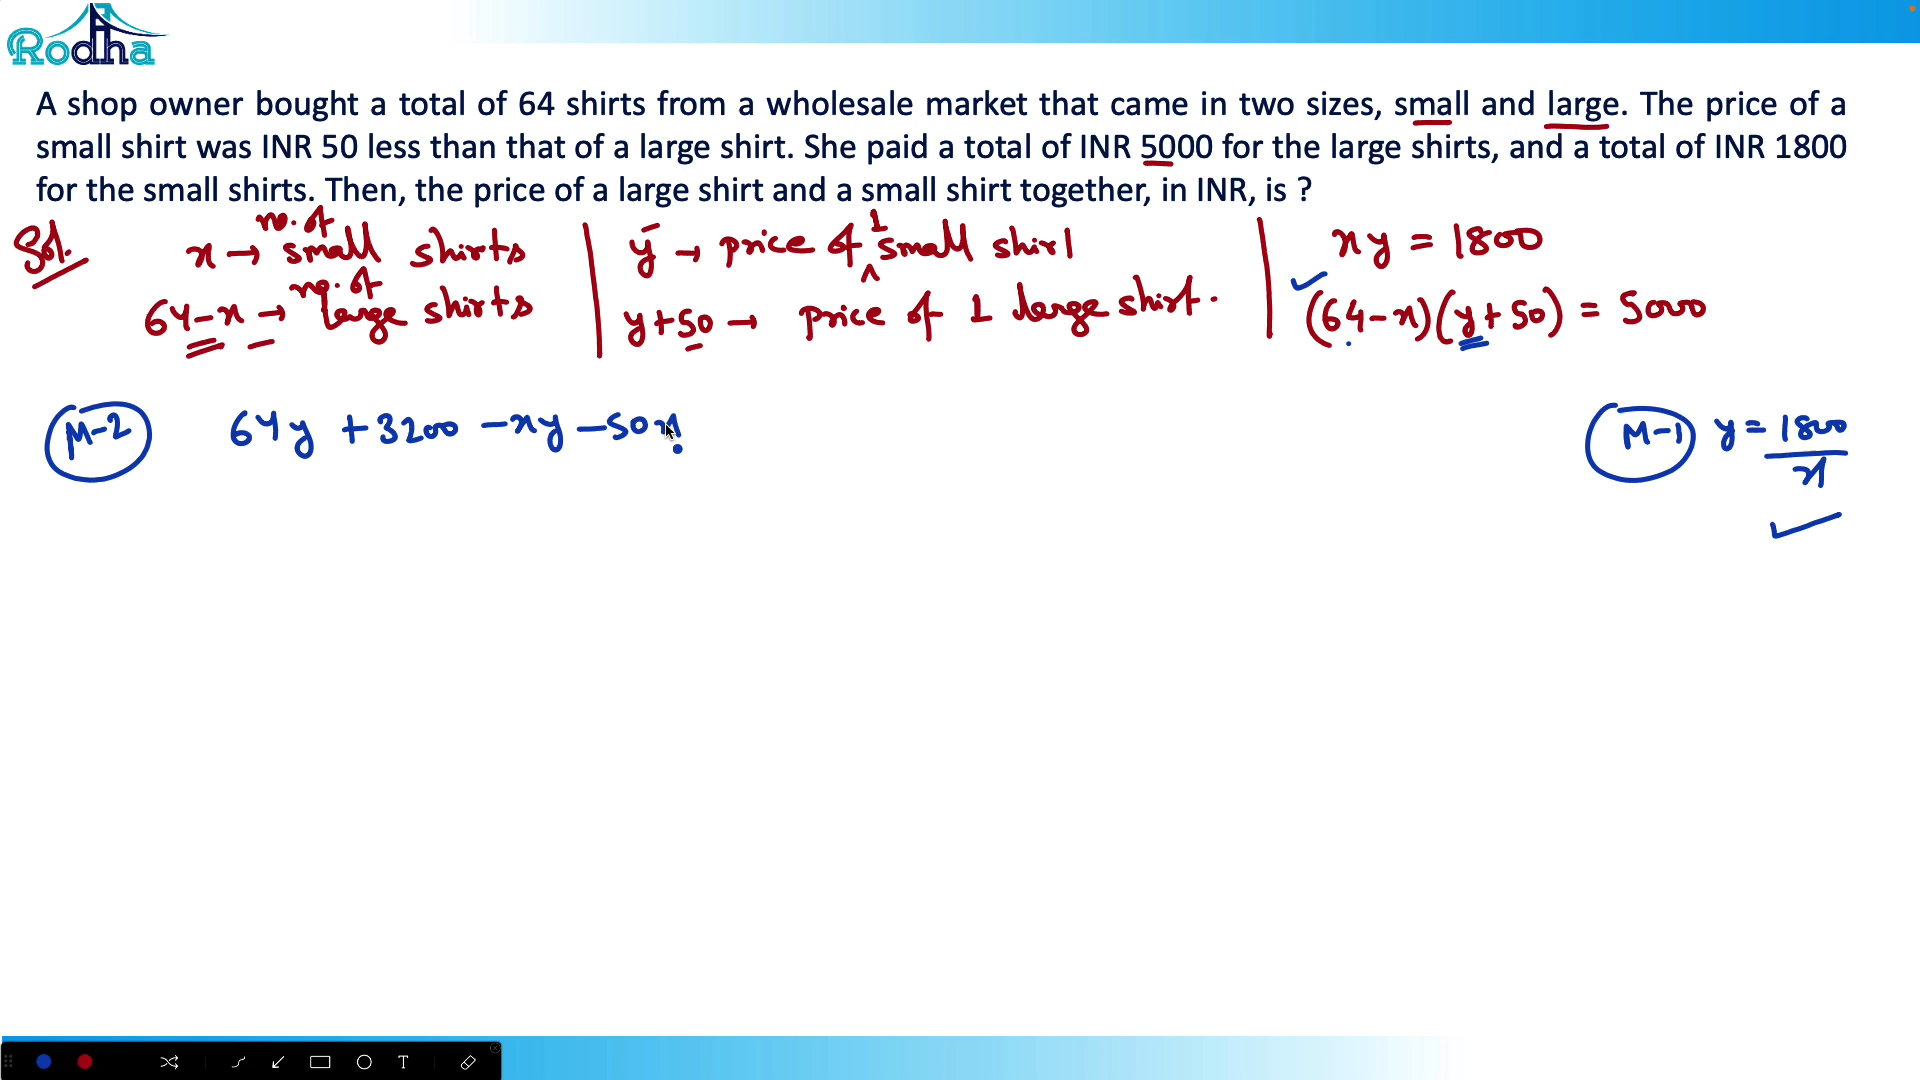 Rodha
A shop owner bought a total of 64 shirts from a wholesale market that came in two sizes, small and large. The price of a
small shirt was INR 50 less than that of a large shirt. She paid a total of INR 5000 for the large shirts, and a total of INR 1800
for the small shirts. Then, the price of a large shirt and a small shirt together, in INR, is ?
Sol.
x → no. of small shirts
64-x → no. of large shirts
y → price of 1 small shirt
y+50 → price of 1 large shirt.
xy = 1800
(64-x)(y+50) = 5000
M-2
64y +3200 -xy -50x
M-1
y = 1800
x
T